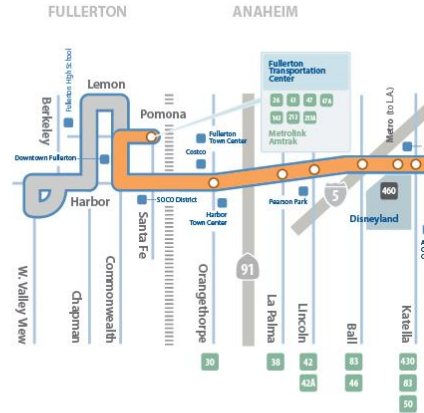 FULLERTON
ANAHEIM
Fullerton High School
Lemon
Berkeley
Pomona
Fullerton
Transportation
Center
26 43 47 47A
143 213 213A
Metrolink
Amtrak
Metro (to L.A.)
Fullerton
Town Center
Costco
Downtown Fullerton
Harbor
SOCO District
Harbor
Town Center
Pearson Park
5
460
Disneyland
91
W. Valley View
Chapman
Commonwealth
Santa Fe
Orangethorpe
La Palma
Lincoln
Ball
Katella
30
38
42
83
430
42A
46
83
50